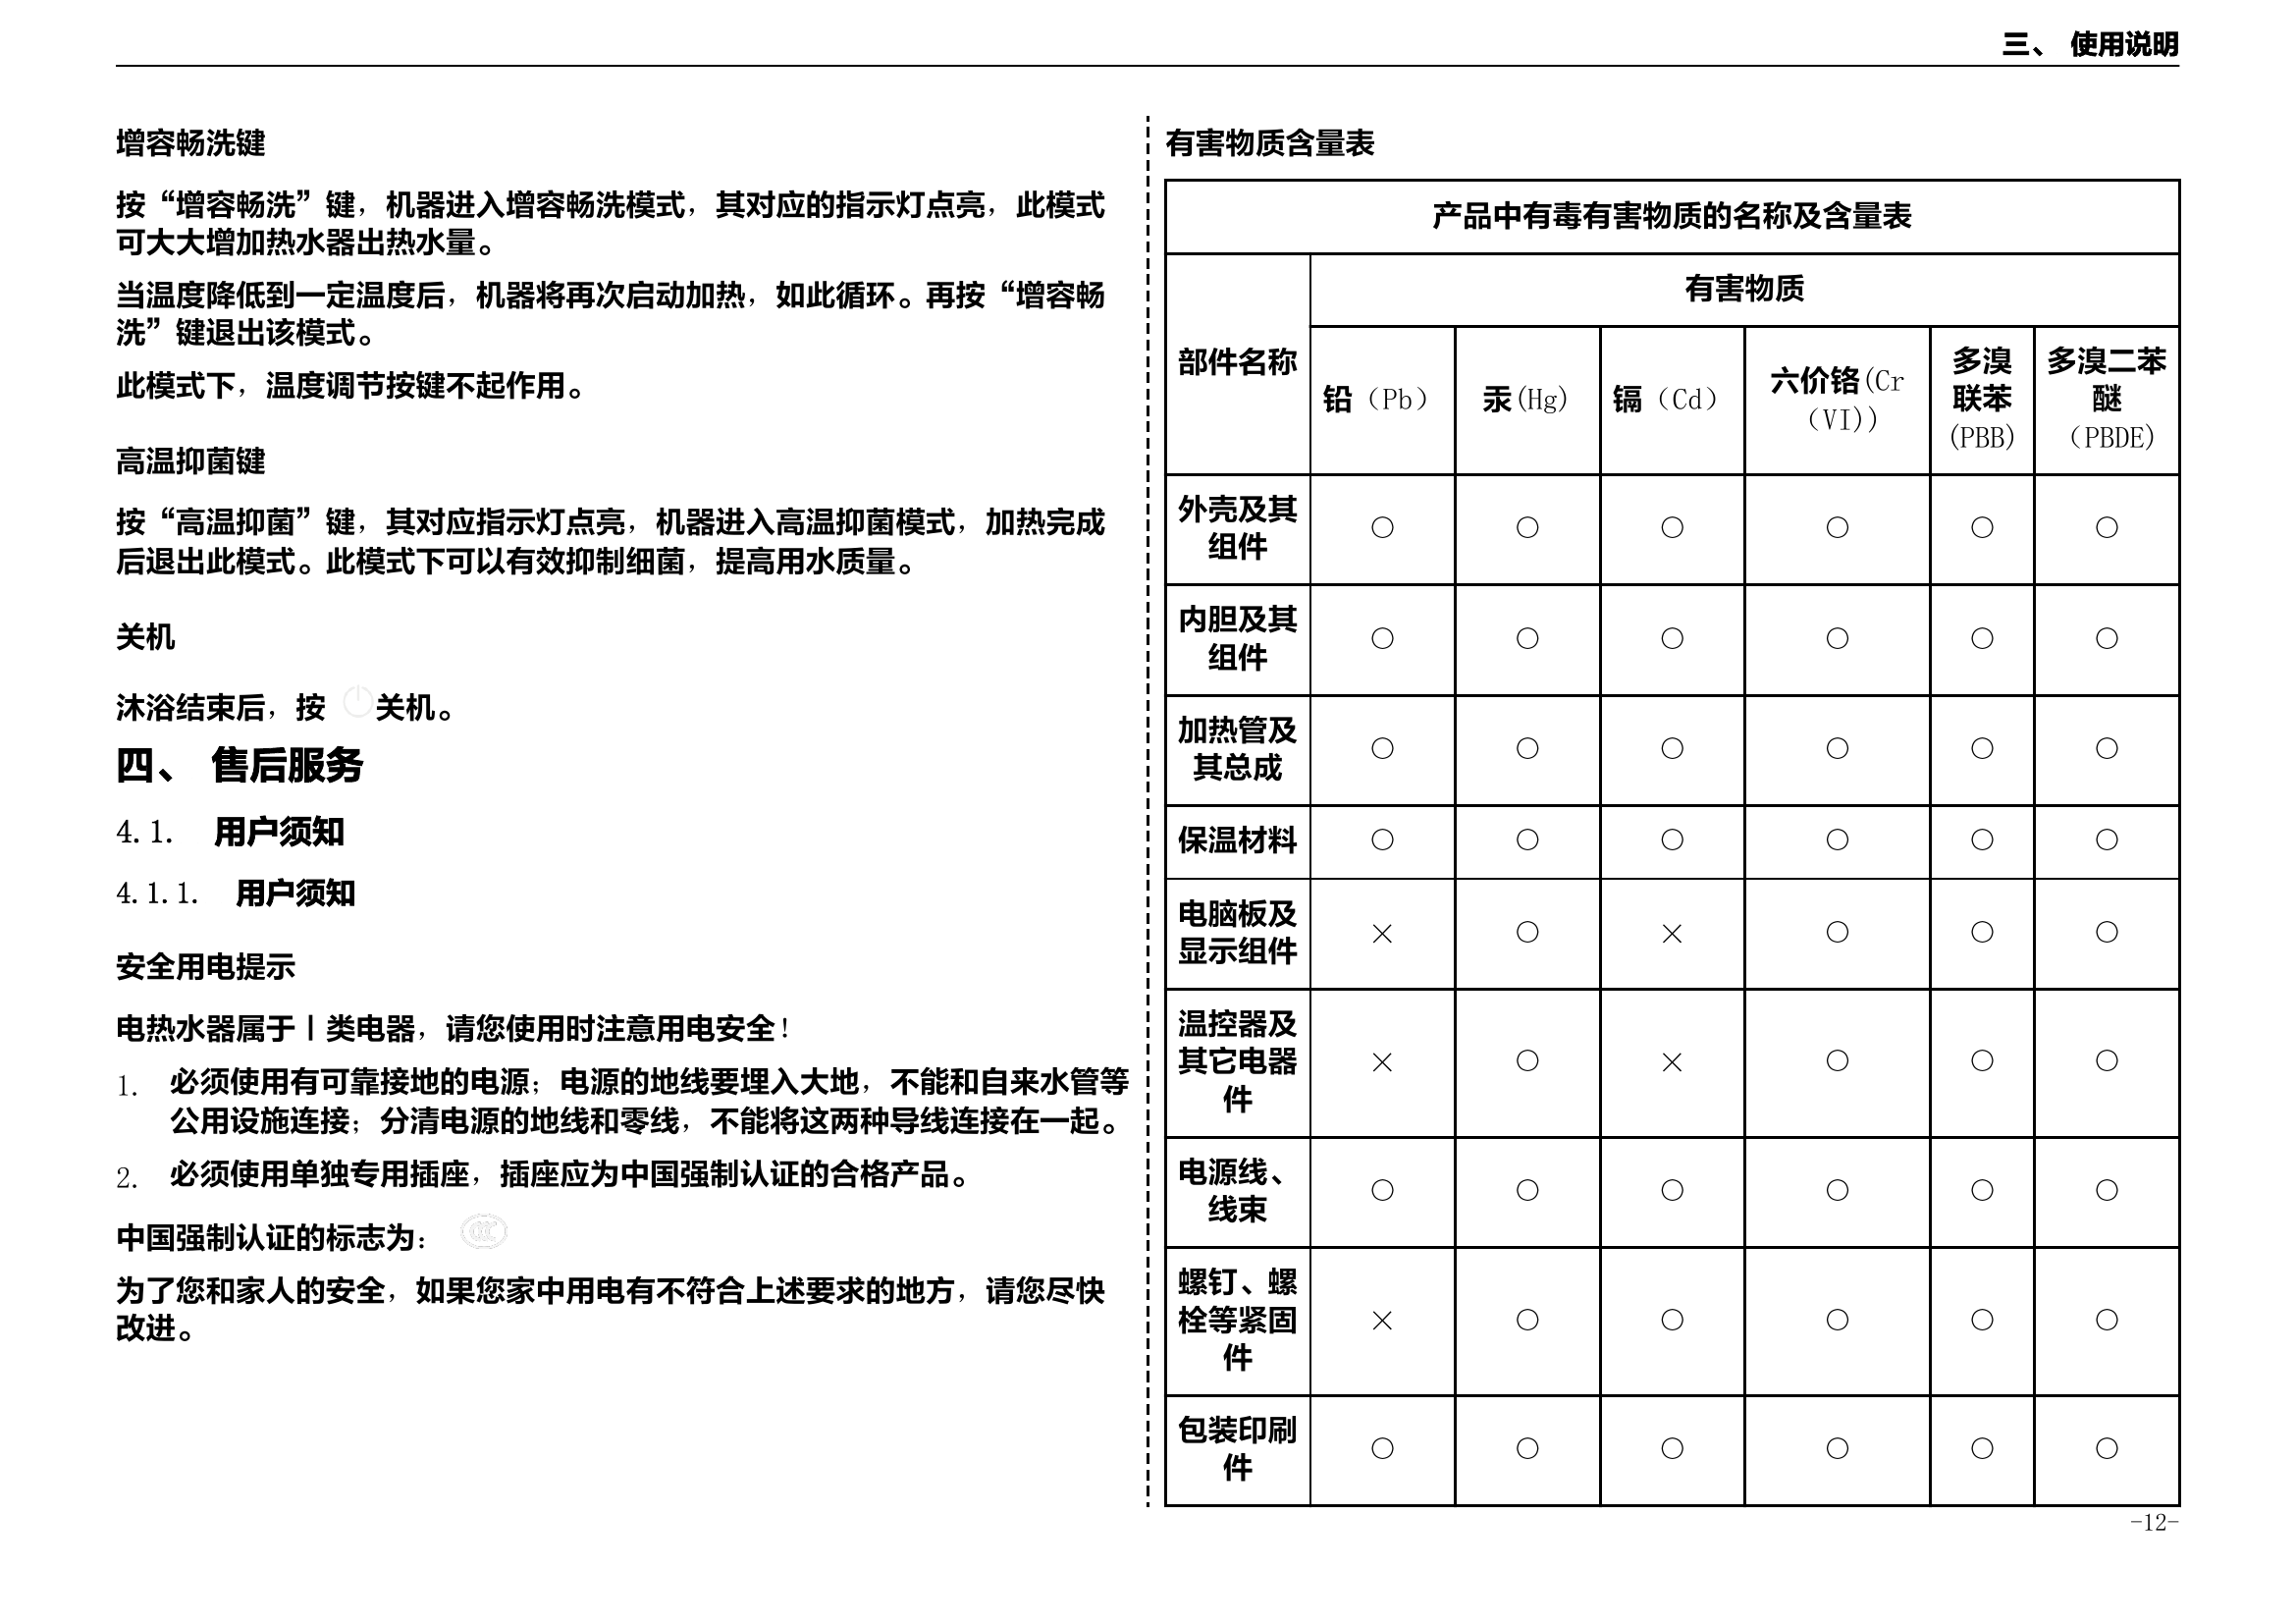 三、 使用说明
增容畅洗键
按“增容畅洗”键，机器进入增容畅洗模式，其对应的指示灯点亮，此模式
可大大增加热水器出热水量。
当温度降低到一定温度后，机器将再次启动加热，如此循环。再按“增容畅
洗”键退出该模式。
此模式下，温度调节按键不起作用。
高温抑菌键
按“高温抑菌”键，其对应指示灯点亮，机器进入高温抑菌模式，加热完成
后退出此模式。此模式下可以有效抑制细菌，提高用水质量。
关机
沐浴结束后，按 关机。
四、 售后服务
4.1. 用户须知
4.1.1. 用户须知
安全用电提示
电热水器属于Ⅰ类电器，请您使用时注意用电安全！
1. 必须使用有可靠接地的电源；电源的地线要埋入大地，不能和自来水管等
公用设施连接；分清电源的地线和零线，不能将这两种导线连接在一起。
2. 必须使用单独专用插座，插座应为中国强制认证的合格产品。
中国强制认证的标志为：
为了您和家人的安全，如果您家中用电有不符合上述要求的地方，请您尽快
改进。
有害物质含量表
产品中有毒有害物质的名称及含量表
部件名称
有害物质
铅（Pb） 汞(Hg) 镉（Cd） 六价铬(Cr（VI)) 多溴联苯(PBB) 多溴二苯醚（PBDE)
外壳及其组件 ○ ○ ○ ○ ○ ○
内胆及其组件 ○ ○ ○ ○ ○ ○
加热管及其总成 ○ ○ ○ ○ ○ ○
保温材料 ○ ○ ○ ○ ○ ○
电脑板及显示组件 × ○ × ○ ○ ○
温控器及其它电器件 × ○ × ○ ○ ○
电源线、线束 ○ ○ ○ ○ ○ ○
螺钉、螺栓等紧固件 × ○ ○ ○ ○ ○
包装印刷件 ○ ○ ○ ○ ○ ○
-12-